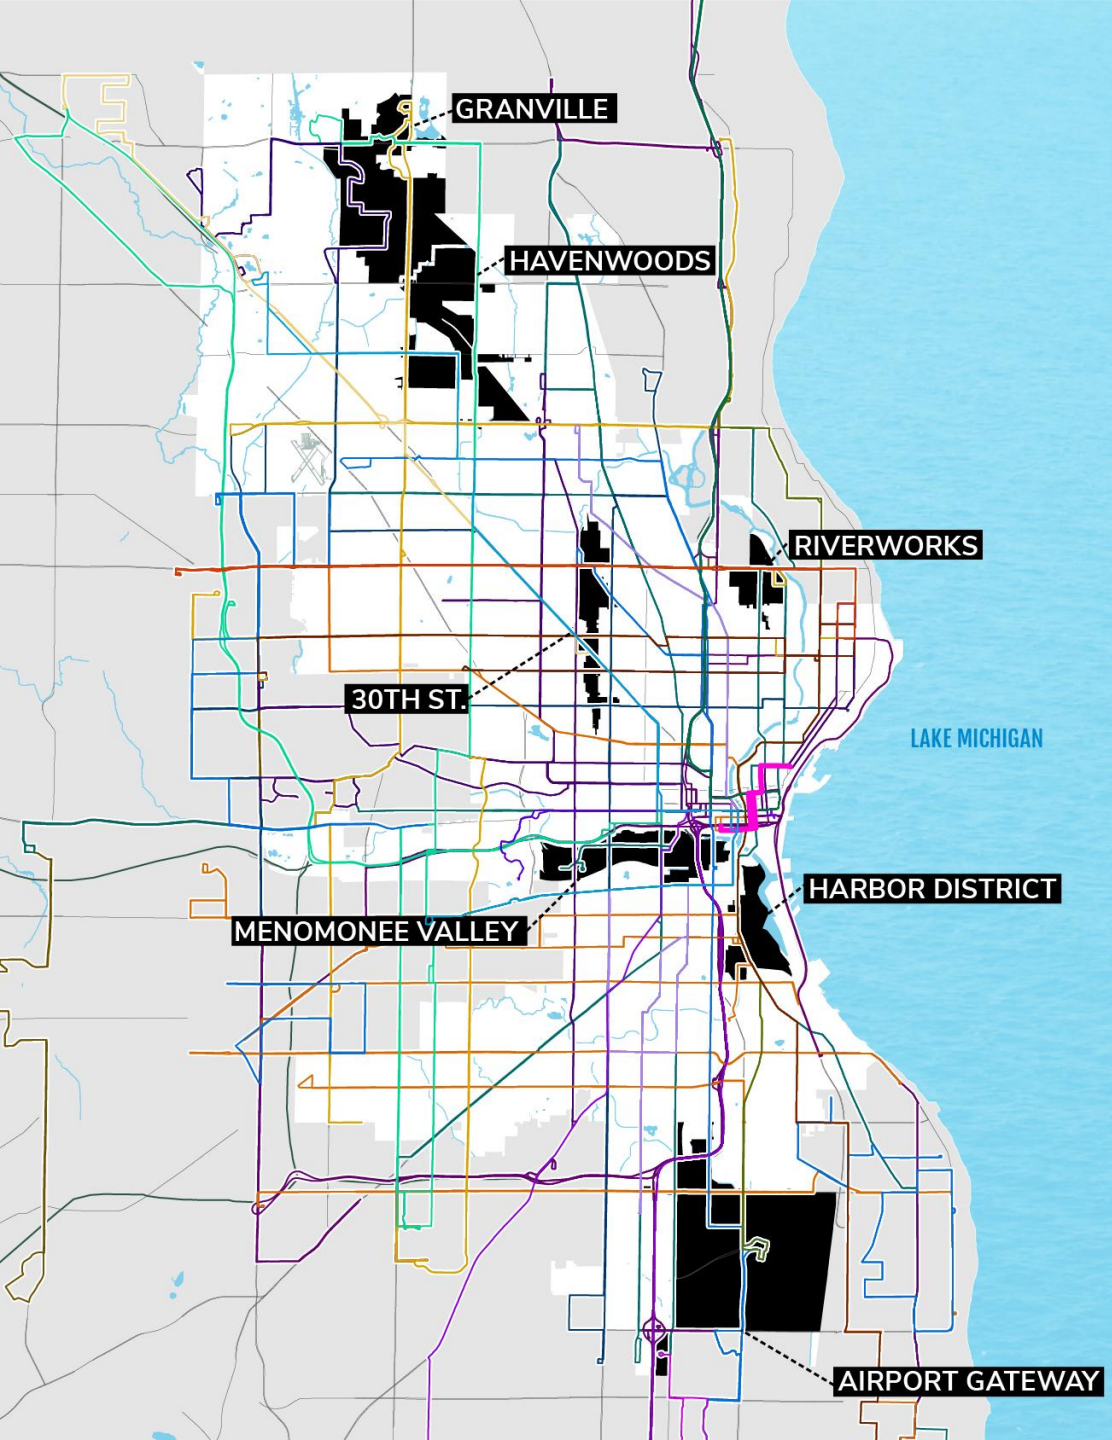 GRANVILLE
HAVENWOODS
RIVERWORKS
30TH ST.
LAKE MICHIGAN
HARBOR DISTRICT
MENOMONEE VALLEY
AIRPORT GATEWAY